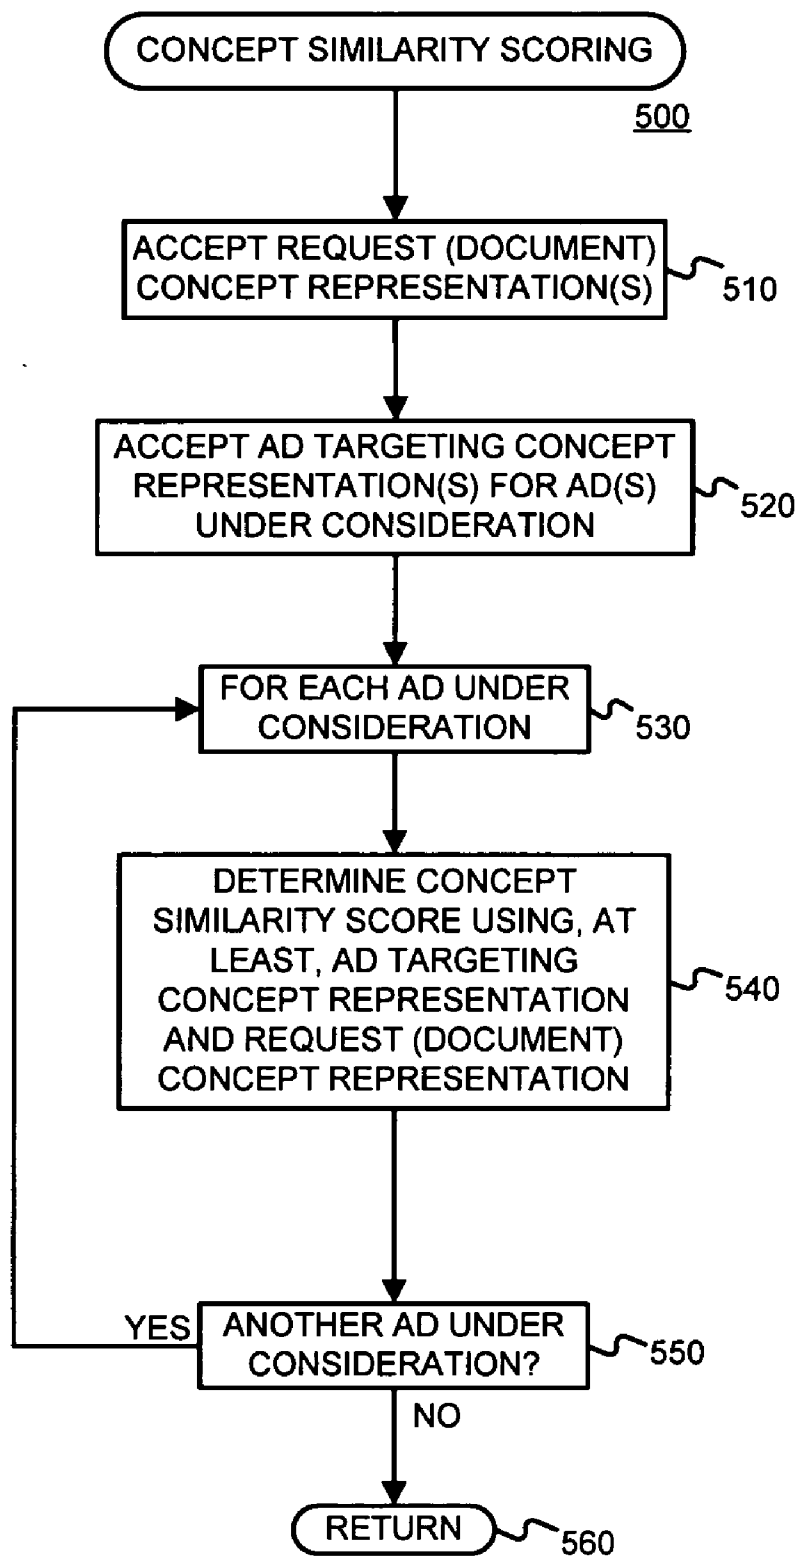 CONCEPT SIMILARITY SCORING
500
ACCEPT REQUEST (DOCUMENT)
CONCEPT REPRESENTATION(S)
510
ACCEPT AD TARGETING CONCEPT
REPRESENTATION(S) FOR AD(S)
UNDER CONSIDERATION
520
FOR EACH AD UNDER
CONSIDERATION
530
DETERMINE CONCEPT
SIMILARITY SCORE USING, AT
LEAST, AD TARGETING
CONCEPT REPRESENTATION
AND REQUEST (DOCUMENT)
CONCEPT REPRESENTATION
540
YES
ANOTHER AD UNDER
CONSIDERATION?
550
NO
RETURN
560